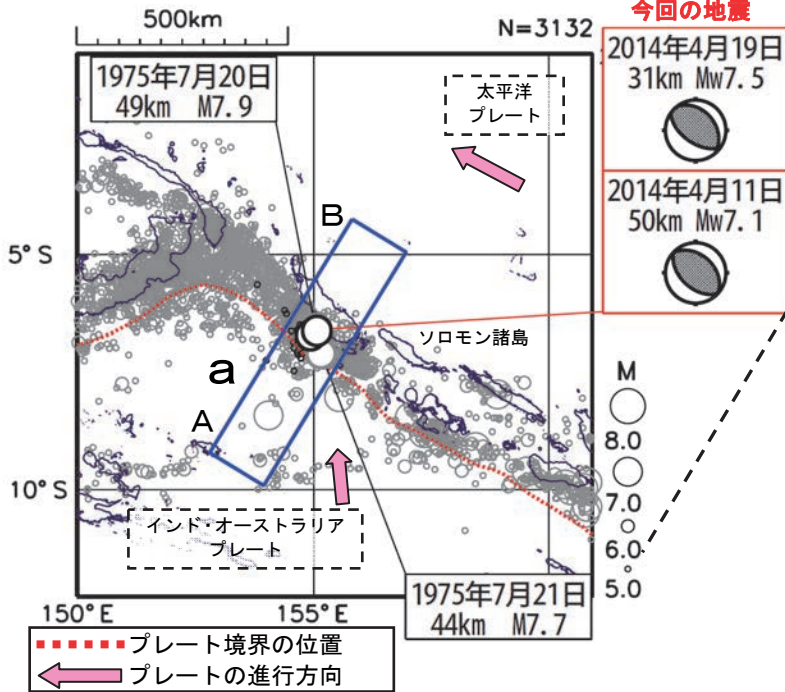 500km
N=3132
今回の地震
1975年7月20日
49km M7.9
太平洋
プレート
2014年4月19日
31km Mw7.5
2014年4月11日
50km Mw7.1
B
5°S
ソロモン諸島
a
A
M
8.0
7.0
6.0
5.0
10°S
インド・オーストラリア
プレート
150°E
155°E
1975年7月21日
44km M7.7
プレート境界の位置
プレートの進行方向